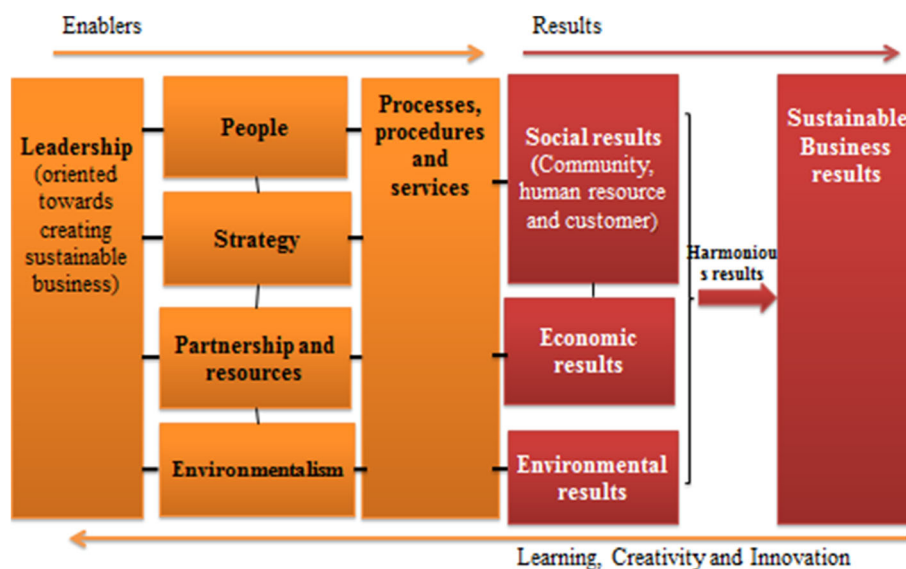 Enablers
Results
Leadership
(oriented
towards
creating
sustainable
business)
People
Strategy
Partnership and
resources
Environmentalism
Processes,
procedures
and
services
Social results
(Community,
human resource
and customer)
Economic
results
Environmental
results
Harmoniou
s results
Sustainable
Business
results
Learning, Creativity and Innovation